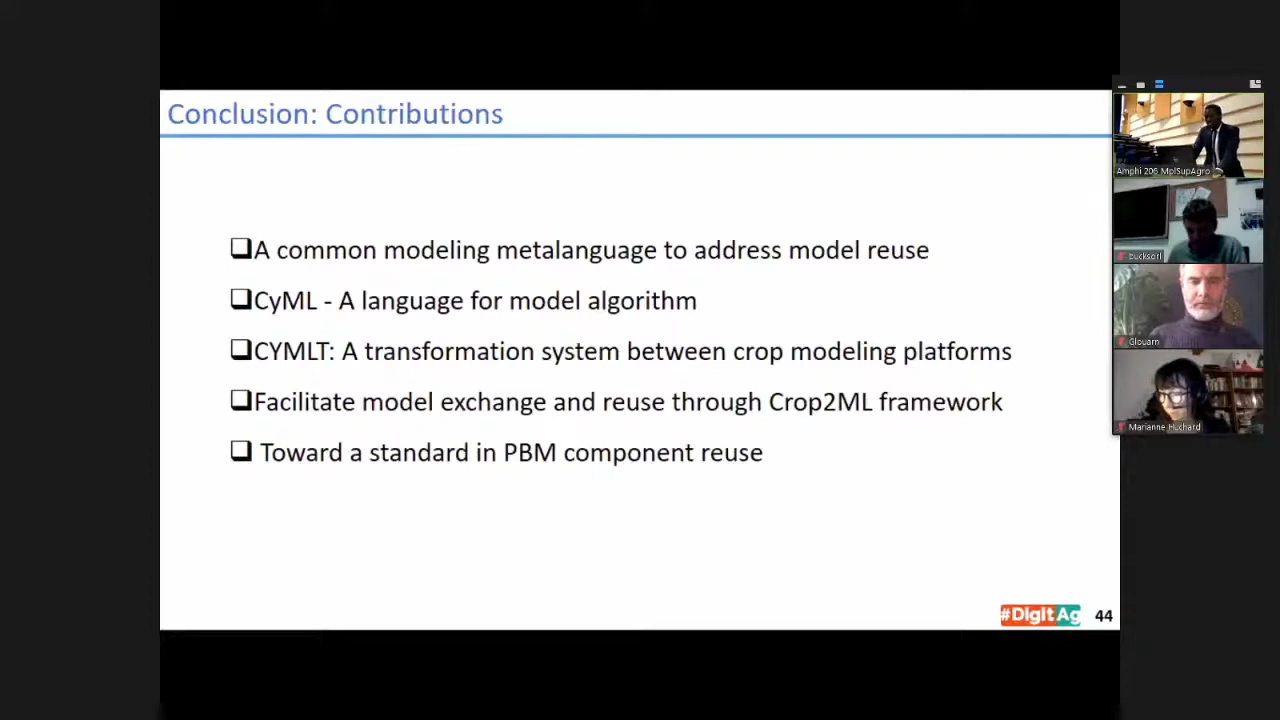 Conclusion: Contributions
A common modeling metalanguage to address model reuse
CyML - A language for model algorithm
CYMLT: A transformation system between crop modeling platforms
Facilitate model exchange and reuse through Crop2ML framework
Toward a standard in PBM component reuse
#DigitAg
44
Amphi 206 MplSupAgro
bucksorl
Glouarn
Marianne Huchard